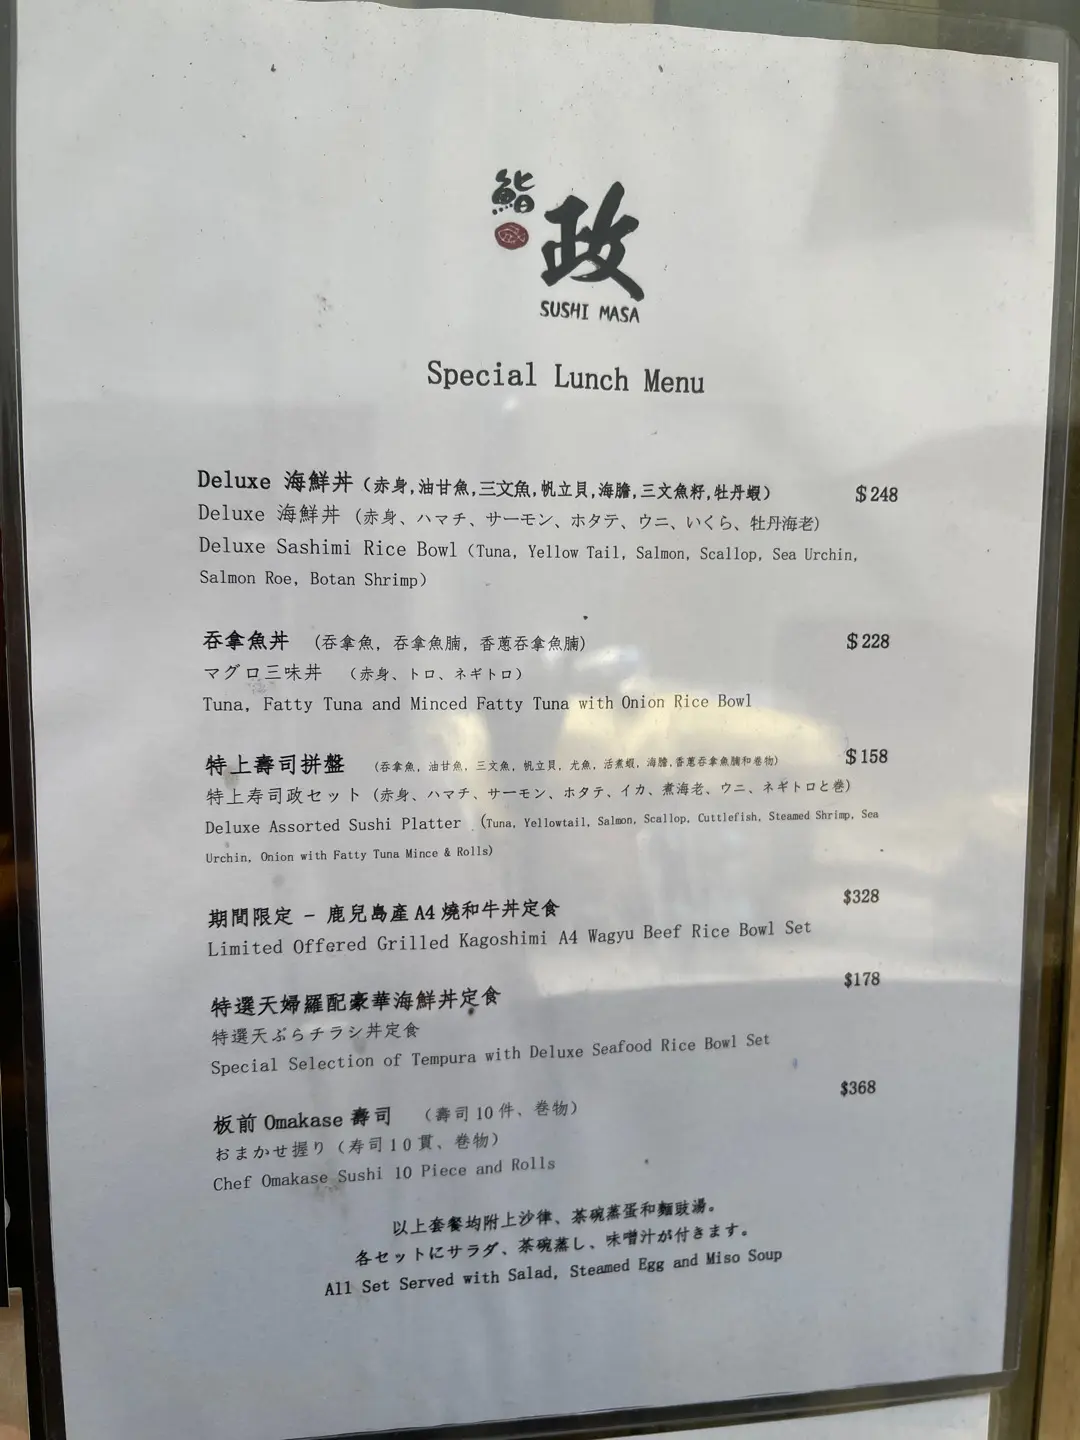 鮨 政
SUSHI MASA
Special Lunch Menu
Deluxe 海鮮丼（赤身,油甘魚,三文魚,帆立貝,海膽,三文魚籽,牡丹蝦） $248
Deluxe 海鮮丼（赤身、ハマチ、サーモン、ホタテ、ウニ、いくら、牡丹海老）
Deluxe Sashimi Rice Bowl（Tuna, Yellow Tail, Salmon, Scallop, Sea Urchin,
Salmon Roe, Botan Shrimp）
吞拿魚丼 （吞拿魚, 吞拿魚腩, 香蔥吞拿魚腩） $228
マグロ三味丼 （赤身、トロ、ネギトロ）
Tuna, Fatty Tuna and Minced Fatty Tuna with Onion Rice Bowl
特上壽司拼盤 （吞拿魚, 油甘魚, 三文魚, 帆立貝, 尤魚, 活煮蝦, 海膽,香蔥吞拿魚腩和卷物） $158
特上寿司政セット（赤身、ハマチ、サーモン、ホタテ、イカ、煮海老、ウニ、ネギトロと巻）
Deluxe Assorted Sushi Platter （Tuna, Yellowtail, Salmon, Scallop, Cuttlefish, Steamed Shrimp, Sea
Urchin, Onion with Fatty Tuna Mince & Rolls）
期間限定 – 鹿兒島產 A4 燒和牛丼定食 $328
Limited Offered Grilled Kagoshimi A4 Wagyu Beef Rice Bowl Set
特選天婦羅配豪華海鮮丼定食 $178
特選天ぷらチラシ丼定食
Special Selection of Tempura with Deluxe Seafood Rice Bowl Set
板前 Omakase 壽司 （壽司 10 件、卷物） $368
おまかせ握り（寿司１０貫、巻物）
Chef Omakase Sushi 10 Piece and Rolls
以上套餐均附上沙律、茶碗蒸蛋和麵豉湯。
各セットにサラダ、茶碗蒸し、味噌汁が付きます。
All Set Served with Salad, Steamed Egg and Miso Soup